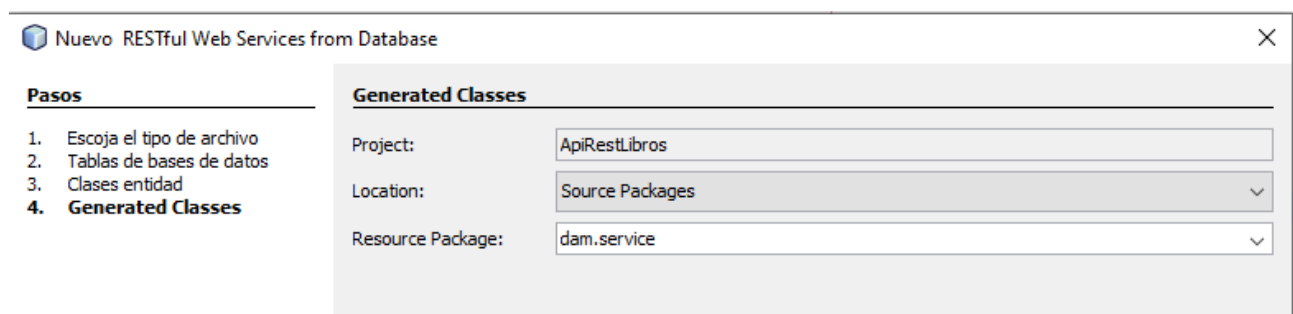 Nuevo RESTful Web Services from Database
Pasos
1. Escoja el tipo de archivo
2. Tablas de bases de datos
3. Clases entidad
4. Generated Classes
Generated Classes
Project: ApiRestLibros
Location: Source Packages
Resource Package: dam.service